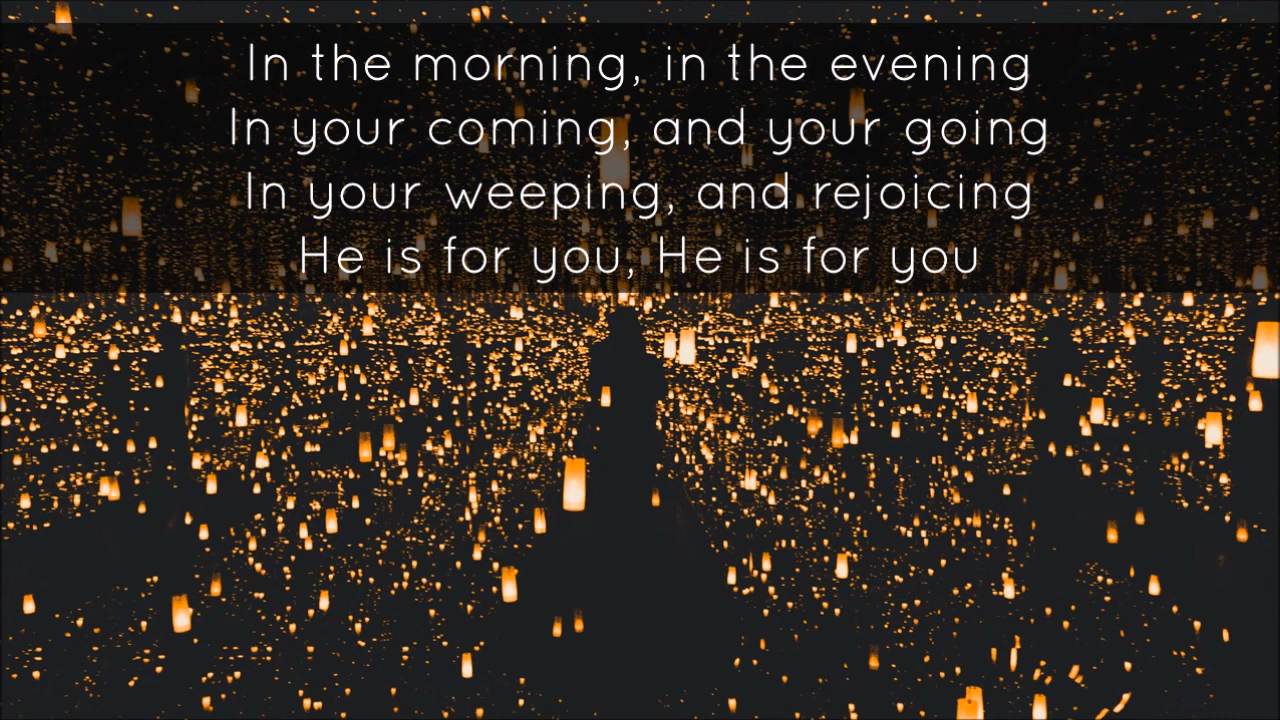 In the morning, in the evening
In your coming, and your going
In your weeping, and rejoicing
He is for you, He is for you